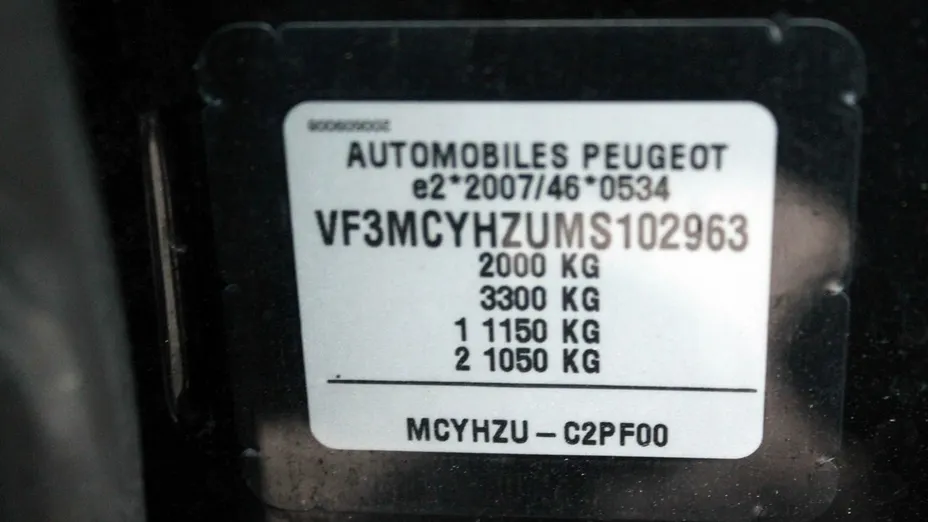 AUTOMOBILES PEUGEOT
e2*2007/46*0534
VF3MCYHZUMS102963
2000 KG
3300 KG
1 1150 KG
2 1050 KG
MCYHZU – C2PF00